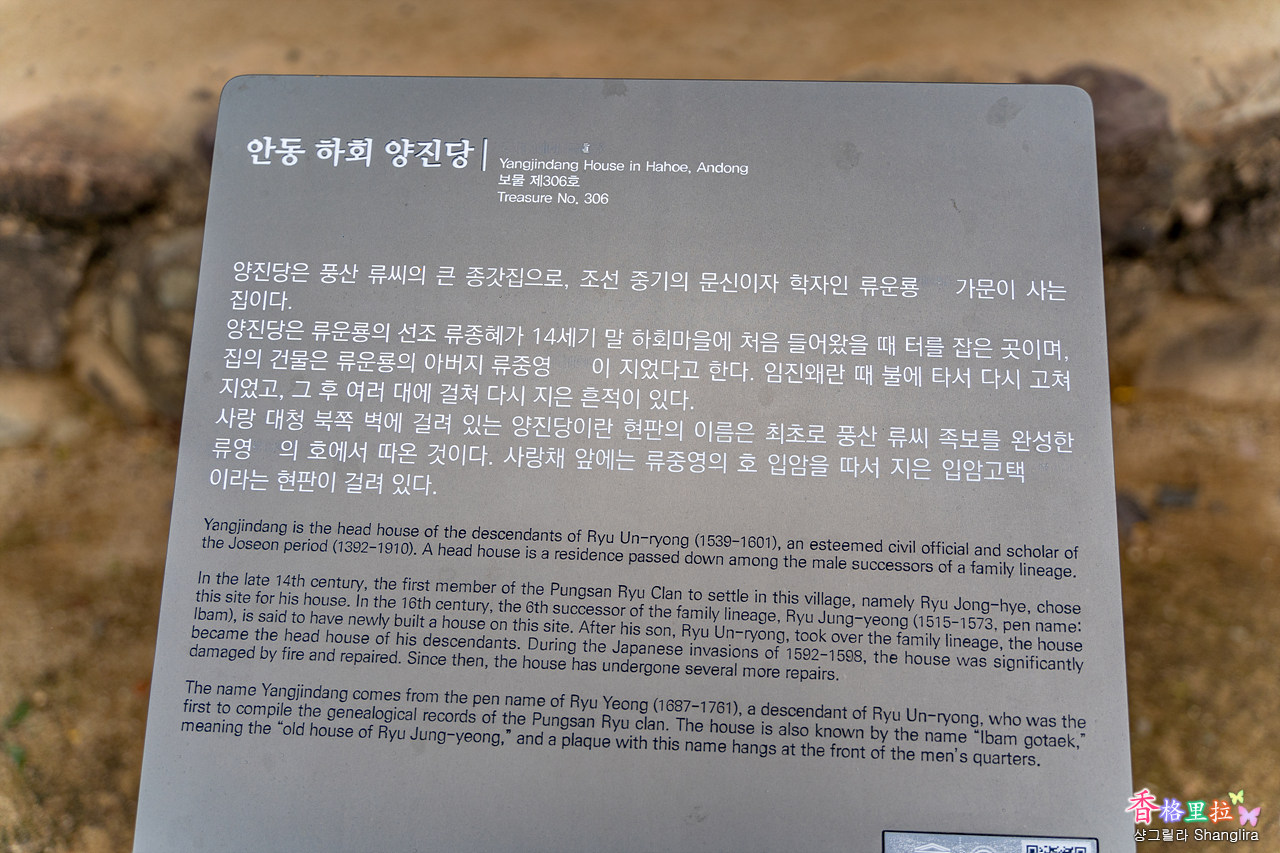 안동 하회 양진당
Yangjindang House in Hahoe, Andong
보물 제306호
Treasure No. 306
양진당은 풍산 류씨의 큰 종갓집으로, 조선 중기의 문신이자 학자인 류운룡 가문이 사는
집이다.
양진당은 류운룡의 선조 류종혜가 14세기 말 하회마을에 처음 들어왔을 때 터를 잡은 곳이며,
집의 건물은 류운룡의 아버지 류중영 이 지었다고 한다. 임진왜란 때 불에 타서 다시 고쳐
지었고, 그 후 여러 대에 걸쳐 다시 지은 흔적이 있다.
사랑 대청 북쪽 벽에 걸려 있는 양진당이란 현판의 이름은 최초로 풍산 류씨 족보를 완성한
류영 의 호에서 따온 것이다. 사랑채 앞에는 류중영의 호 입암을 따서 지은 입암고택
이라는 현판이 걸려 있다.
Yangjindang is the head house of the descendants of Ryu Un-ryong (1539-1601), an esteemed civil official and scholar of
the Joseon period (1392-1910). A head house is a residence passed down among the male successors of a family lineage.
In the late 14th century, the first member of the Pungsan Ryu Clan to settle in this village, namely Ryu Jong-hye, chose
this site for his house. In the 16th century, the 6th successor of the family lineage, Ryu Jung-yeong (1515-1573, pen name:
Ibam), is said to have newly built a house on this site. After his son, Ryu Un-ryong, took over the family lineage, the house
became the head house of his descendants. During the Japanese invasions of 1592-1598, the house was significantly
damaged by fire and repaired. Since then, the house has undergone several more repairs.
The name Yangjindang comes from the pen name of Ryu Yeong (1687-1761), a descendant of Ryu Un-ryong, who was the
first to compile the genealogical records of the Pungsan Ryu clan. The house is also known by the name “Ibam gotaek,”
meaning the “old house of Ryu Jung-yeong,” and a plaque with this name hangs at the front of the men's quarters.
香格里拉
샹그릴라 Shanglira